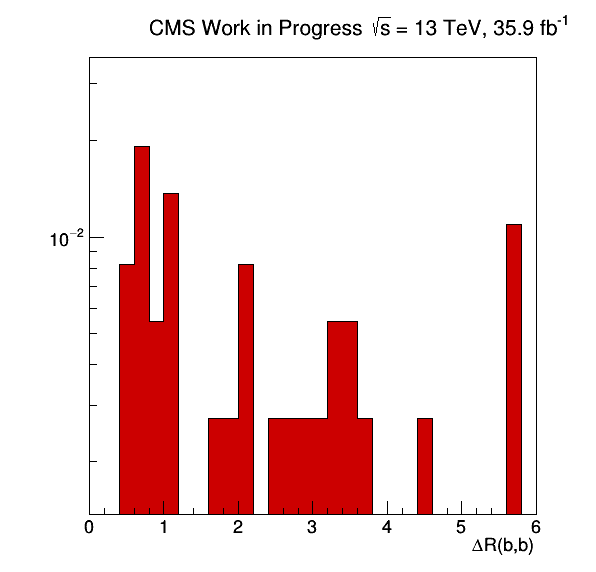 CMS Work in Progress √s = 13 TeV, 35.9 fb⁻¹
10⁻²
0 1 2 3 4 5 6
ΔR(b,b)